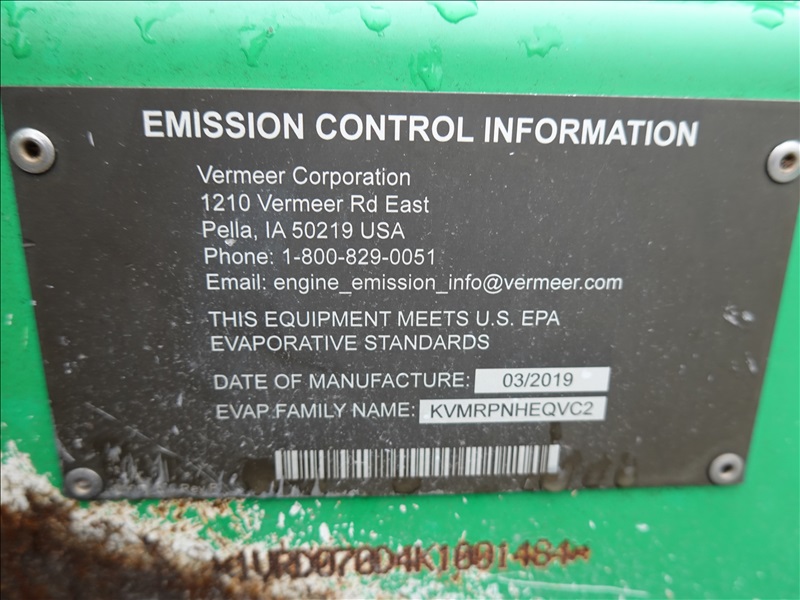 EMISSION CONTROL INFORMATION
Vermeer Corporation
1210 Vermeer Rd East
Pella, IA 50219 USA
Phone: 1-800-829-0051
Email: engine_emission_info@vermeer.com
THIS EQUIPMENT MEETS U.S. EPA
EVAPORATIVE STANDARDS
DATE OF MANUFACTURE: 03/2019
EVAP FAMILY NAME: KVMRPNHEQVC2
*1VRD070D4K1001484*